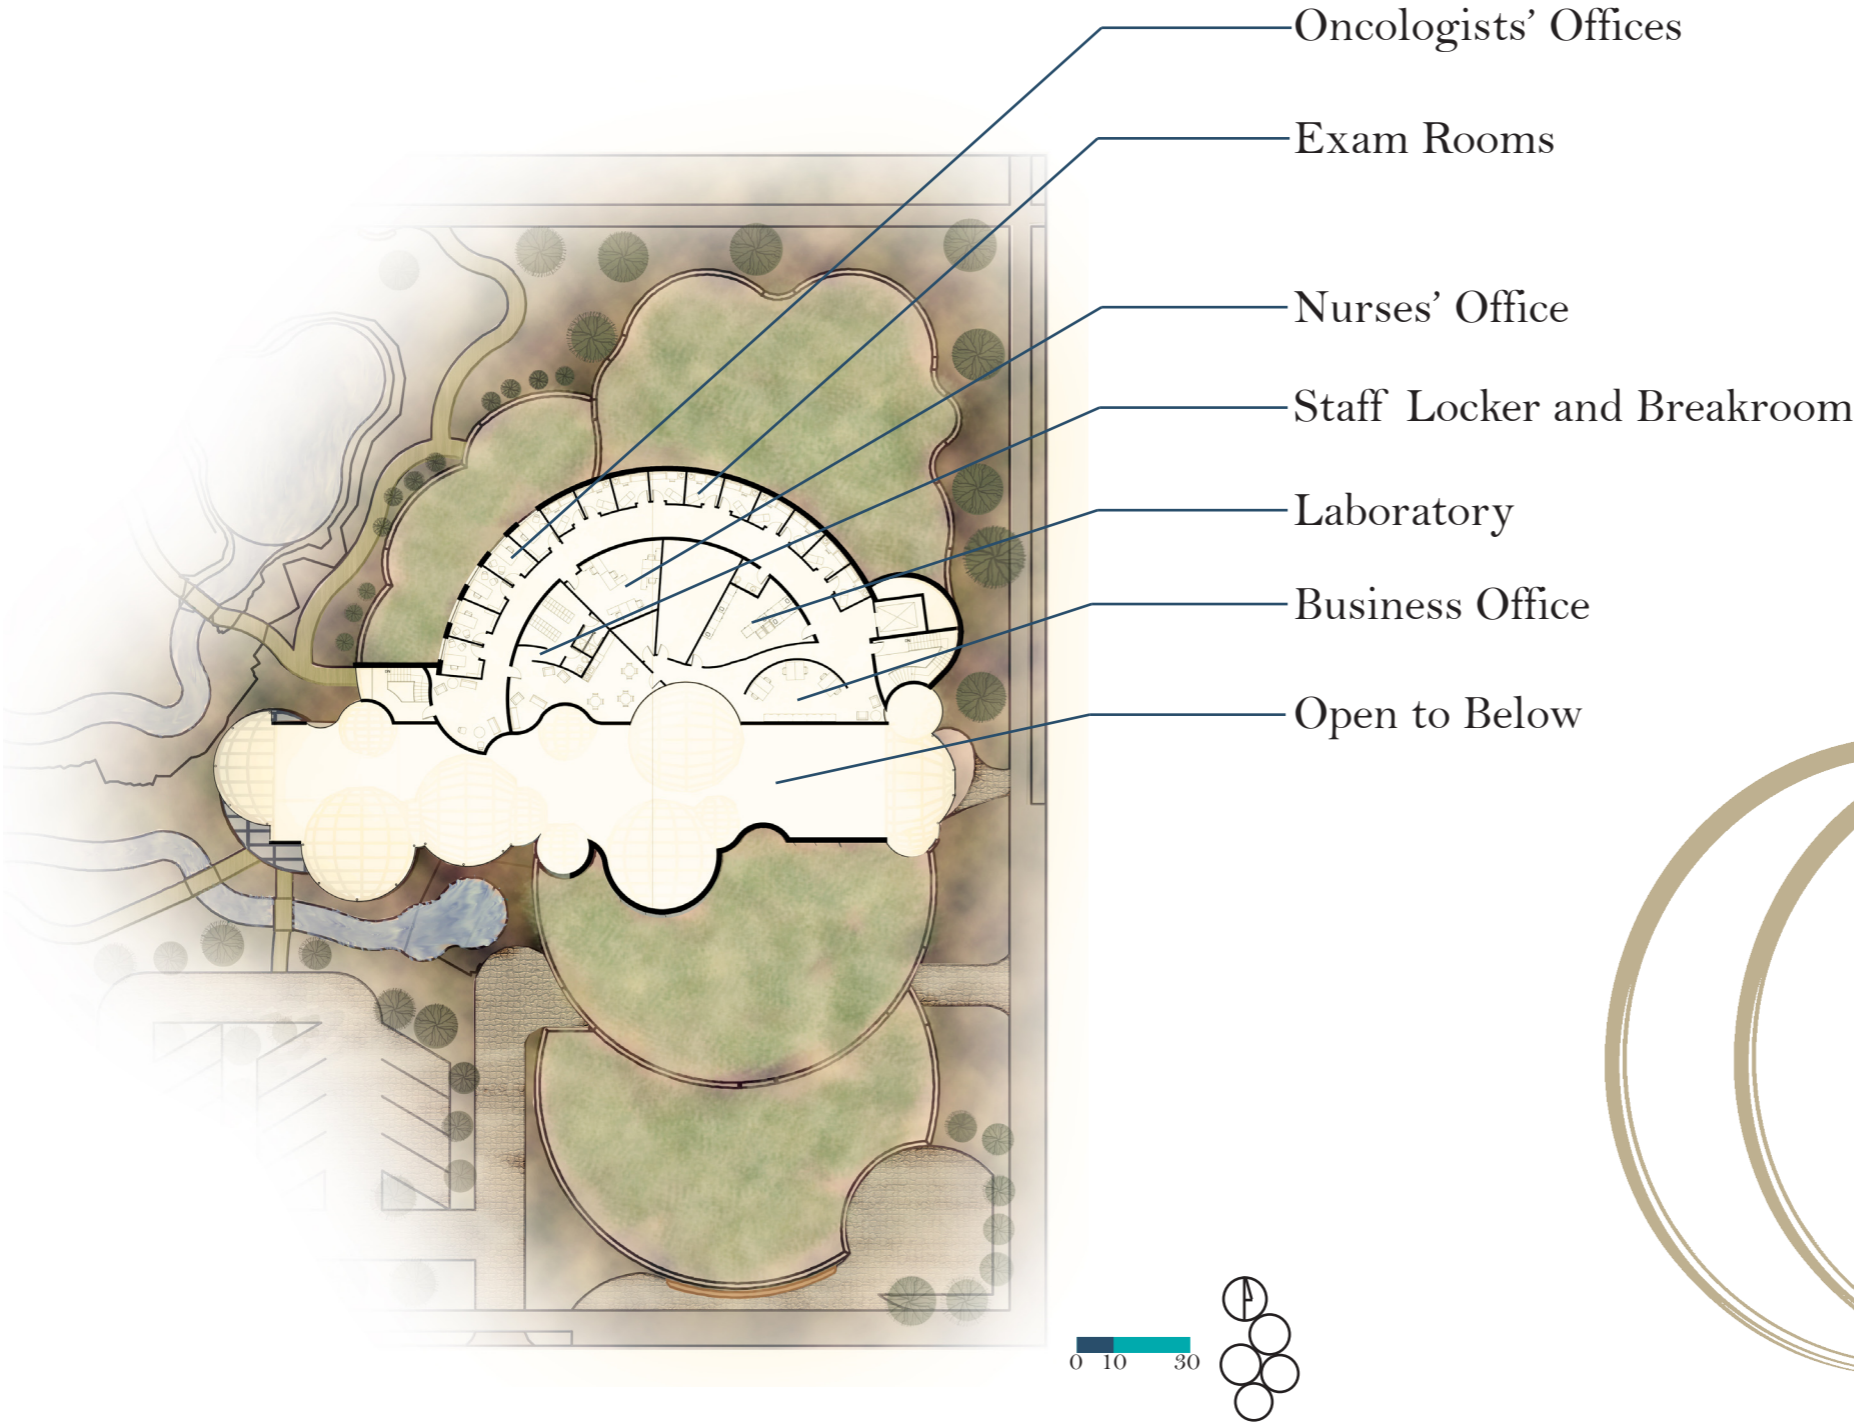 Oncologists’ Offices
Exam Rooms
Nurses’ Office
Staff Locker and Breakroom
Laboratory
Business Office
Open to Below
0 10 30